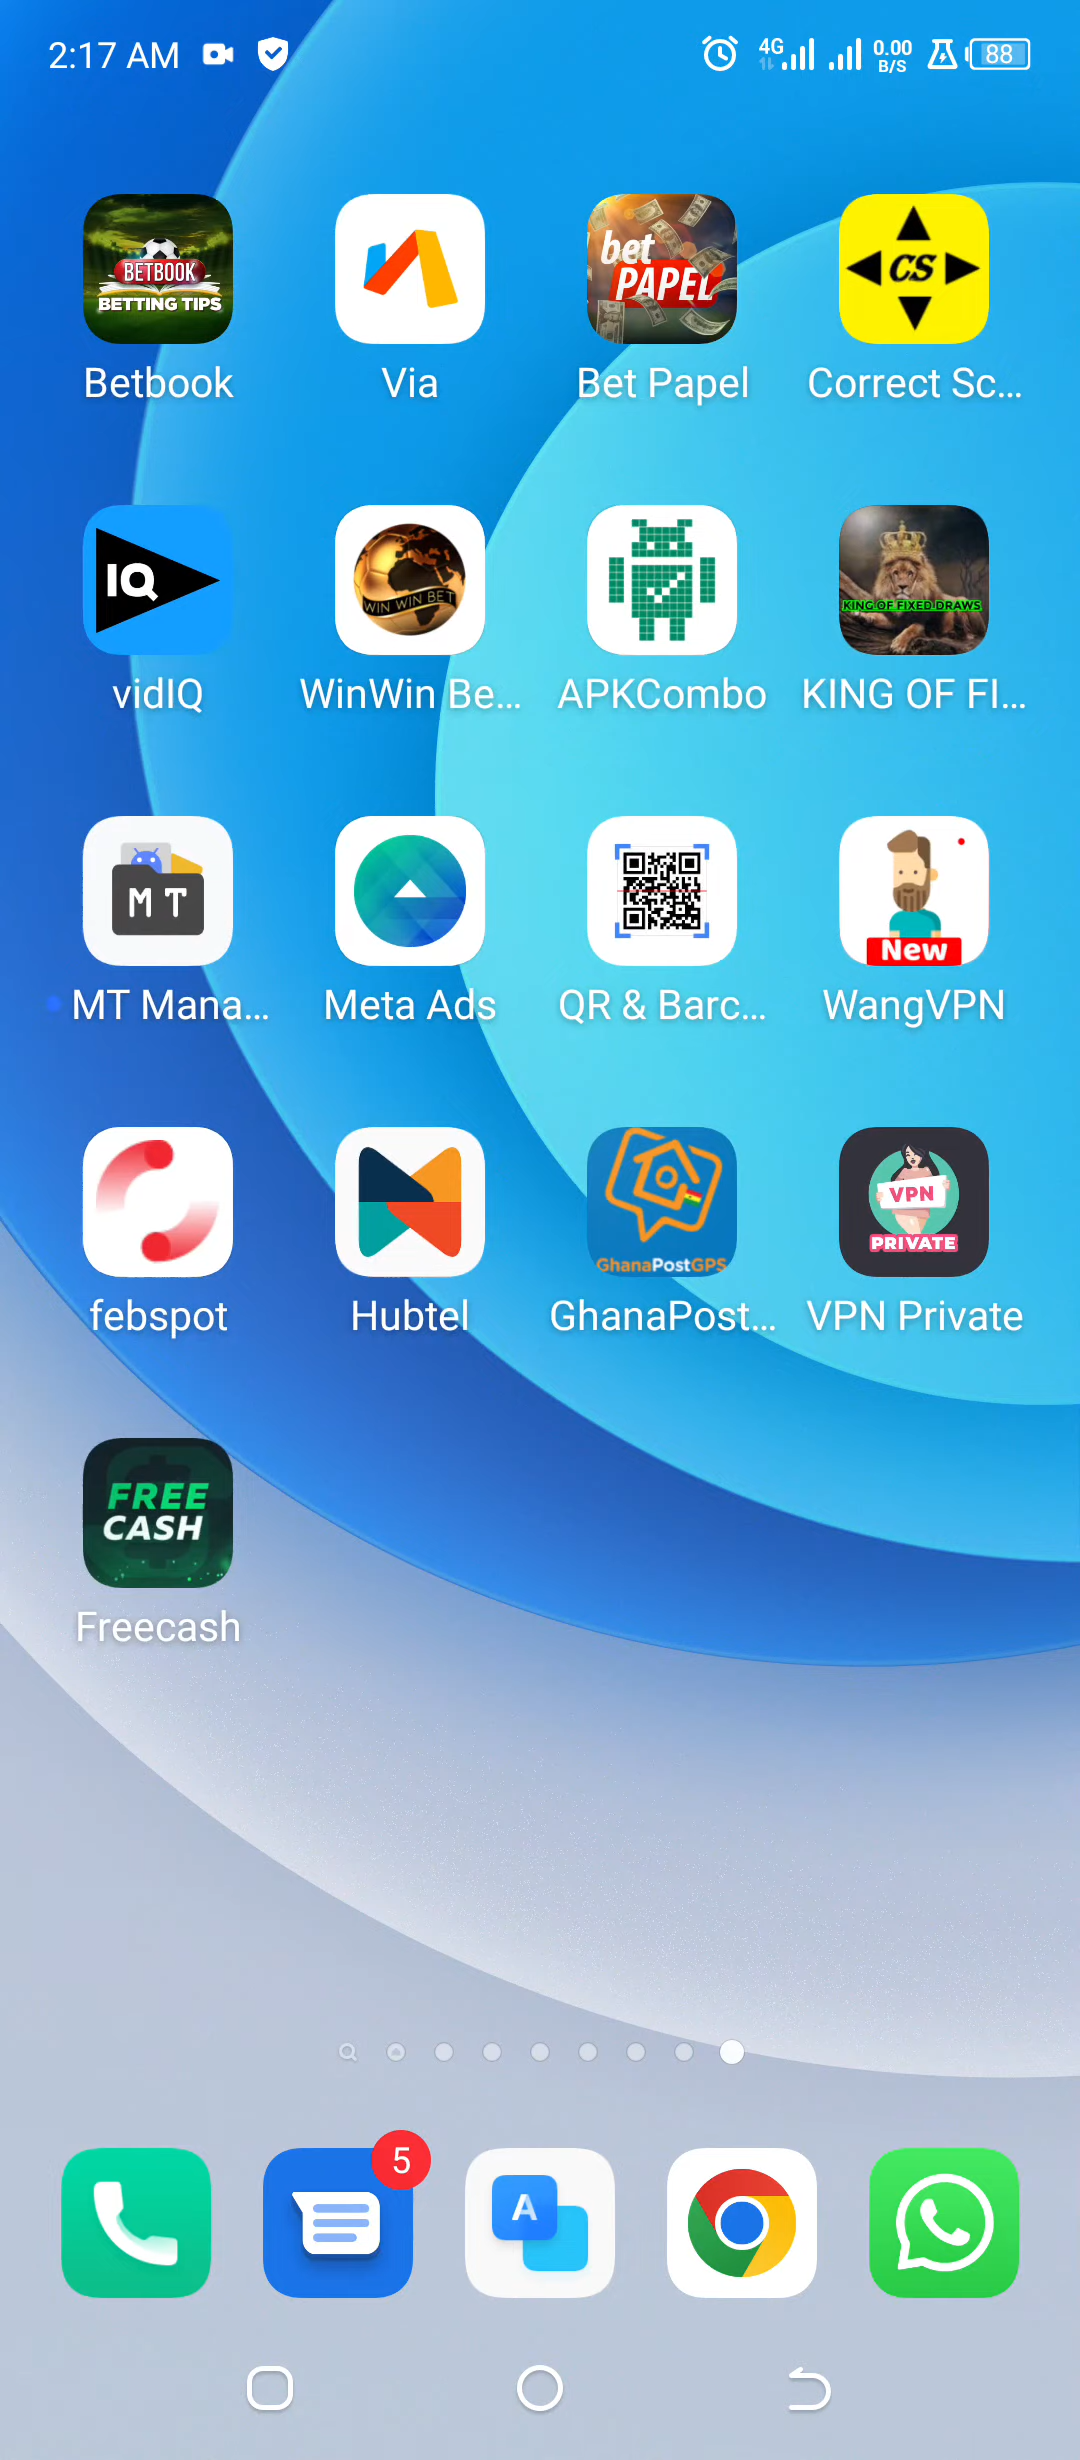 2:17 AM
4G
0.00
B/S
88
BETBOOK
BETTING TIPS
bet
PAPEL
CS
Betbook
Via
Bet Papel
Correct Sc...
IQ
WIN WIN BET
KING OF FIXED DRAWS
vidIQ
WinWin Be...
APKCombo
KING OF FI...
MT
New
MT Mana...
Meta Ads
QR & Barc...
WangVPN
GhanaPostGPS
VPN
PRIVATE
febspot
Hubtel
GhanaPost...
VPN Private
FREE
CASH
Freecash
5
A